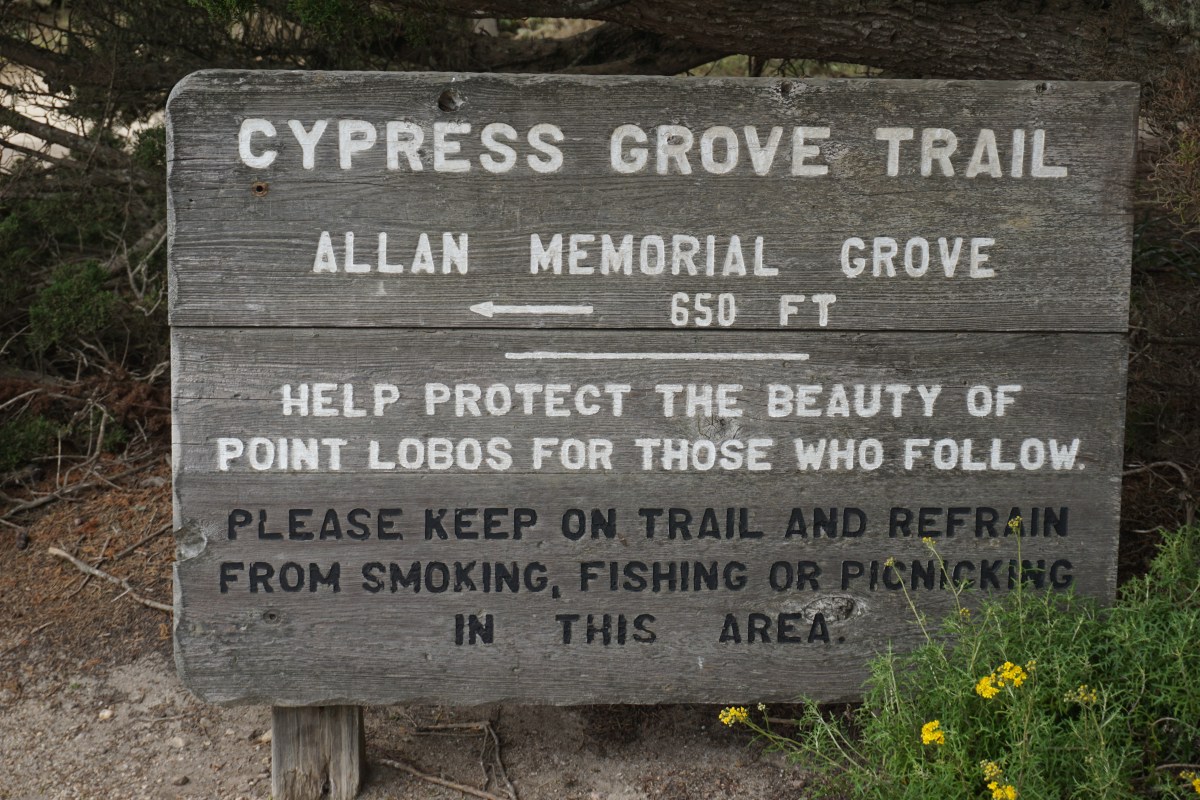 CYPRESS GROVE TRAIL
ALLAN MEMORIAL GROVE
650 FT
HELP PROTECT THE BEAUTY OF
POINT LOBOS FOR THOSE WHO FOLLOW.
PLEASE KEEP ON TRAIL AND REFRAIN
FROM SMOKING, FISHING OR PICNICKING
IN THIS AREA.